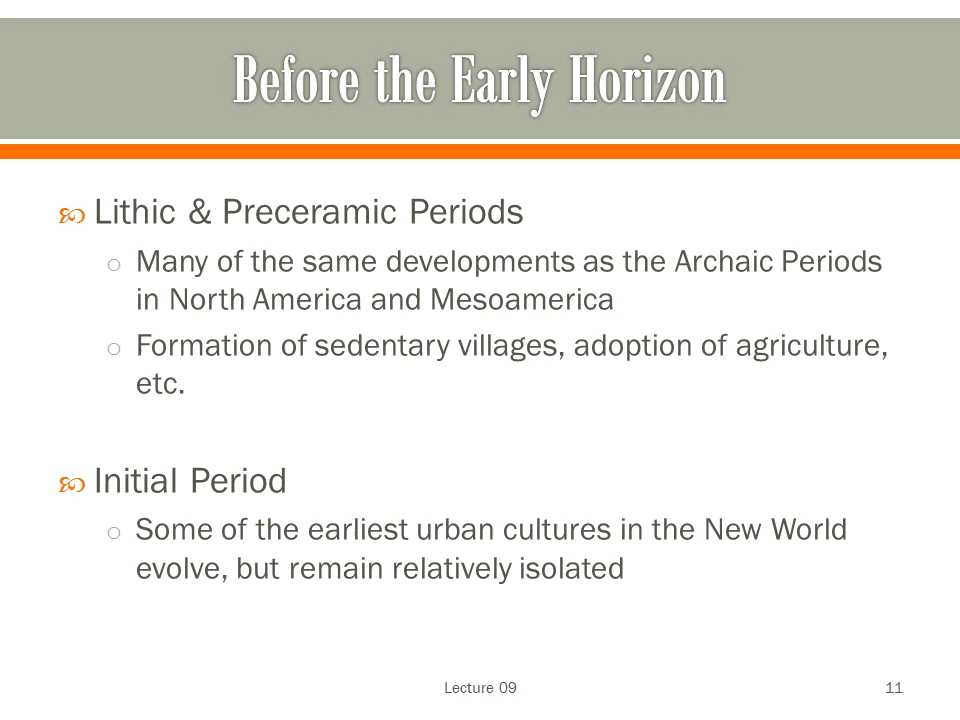 Before the Early Horizon
Lithic & Preceramic Periods
Many of the same developments as the Archaic Periods
in North America and Mesoamerica
Formation of sedentary villages, adoption of agriculture,
etc.
Initial Period
Some of the earliest urban cultures in the New World
evolve, but remain relatively isolated
Lecture 09
11